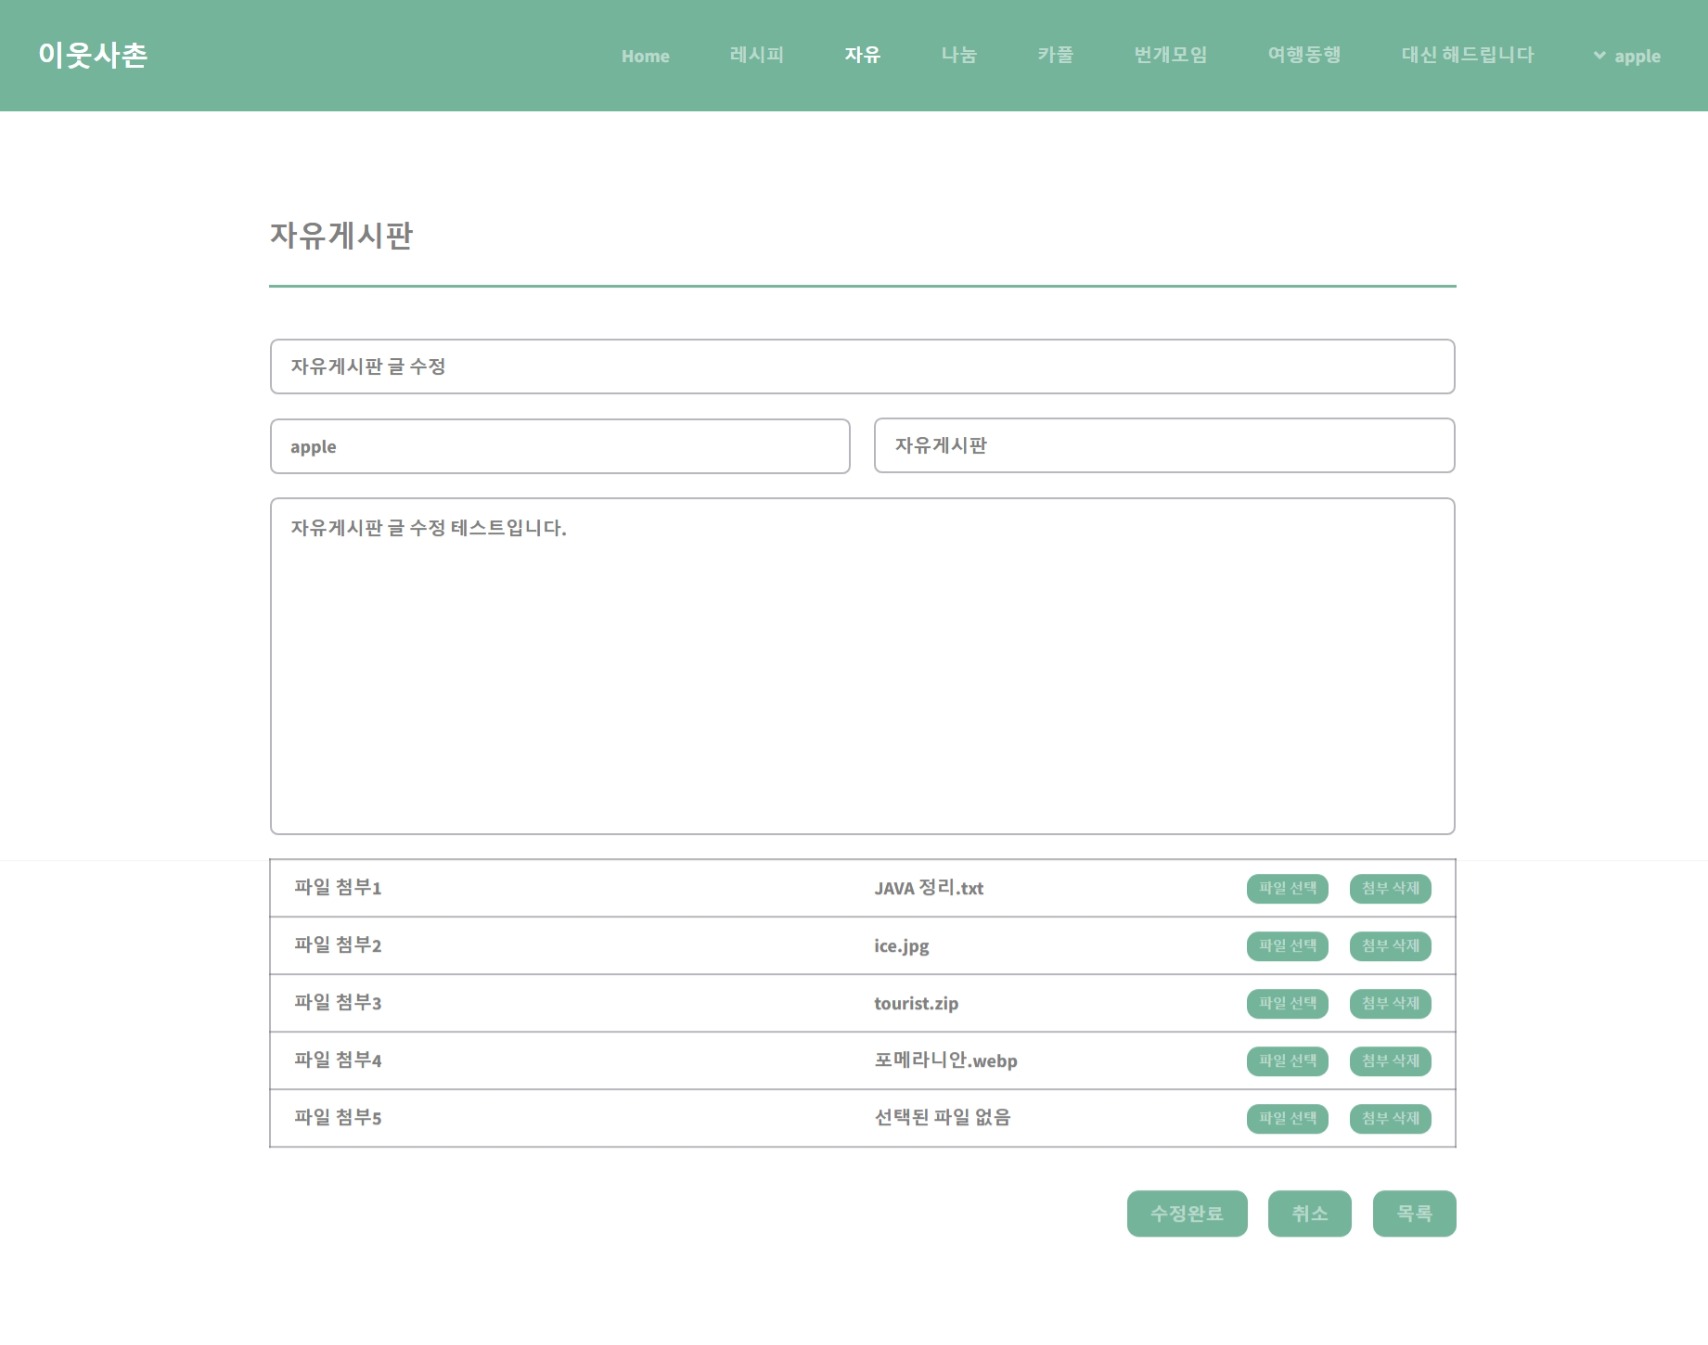 이웃사촌 Home 레시피 자유 나눔 카풀 번개모임 여행동행 대신 해드립니다 apple
자유게시판
자유게시판 글 수정
apple 자유게시판
자유게시판 글 수정 테스트입니다.
파일 첨부1 JAVA 정리.txt 파일 선택 첨부 삭제
파일 첨부2 ice.jpg 파일 선택 첨부 삭제
파일 첨부3 tourist.zip 파일 선택 첨부 삭제
파일 첨부4 포메라니안.webp 파일 선택 첨부 삭제
파일 첨부5 선택된 파일 없음 파일 선택 첨부 삭제
수정완료 취소 목록